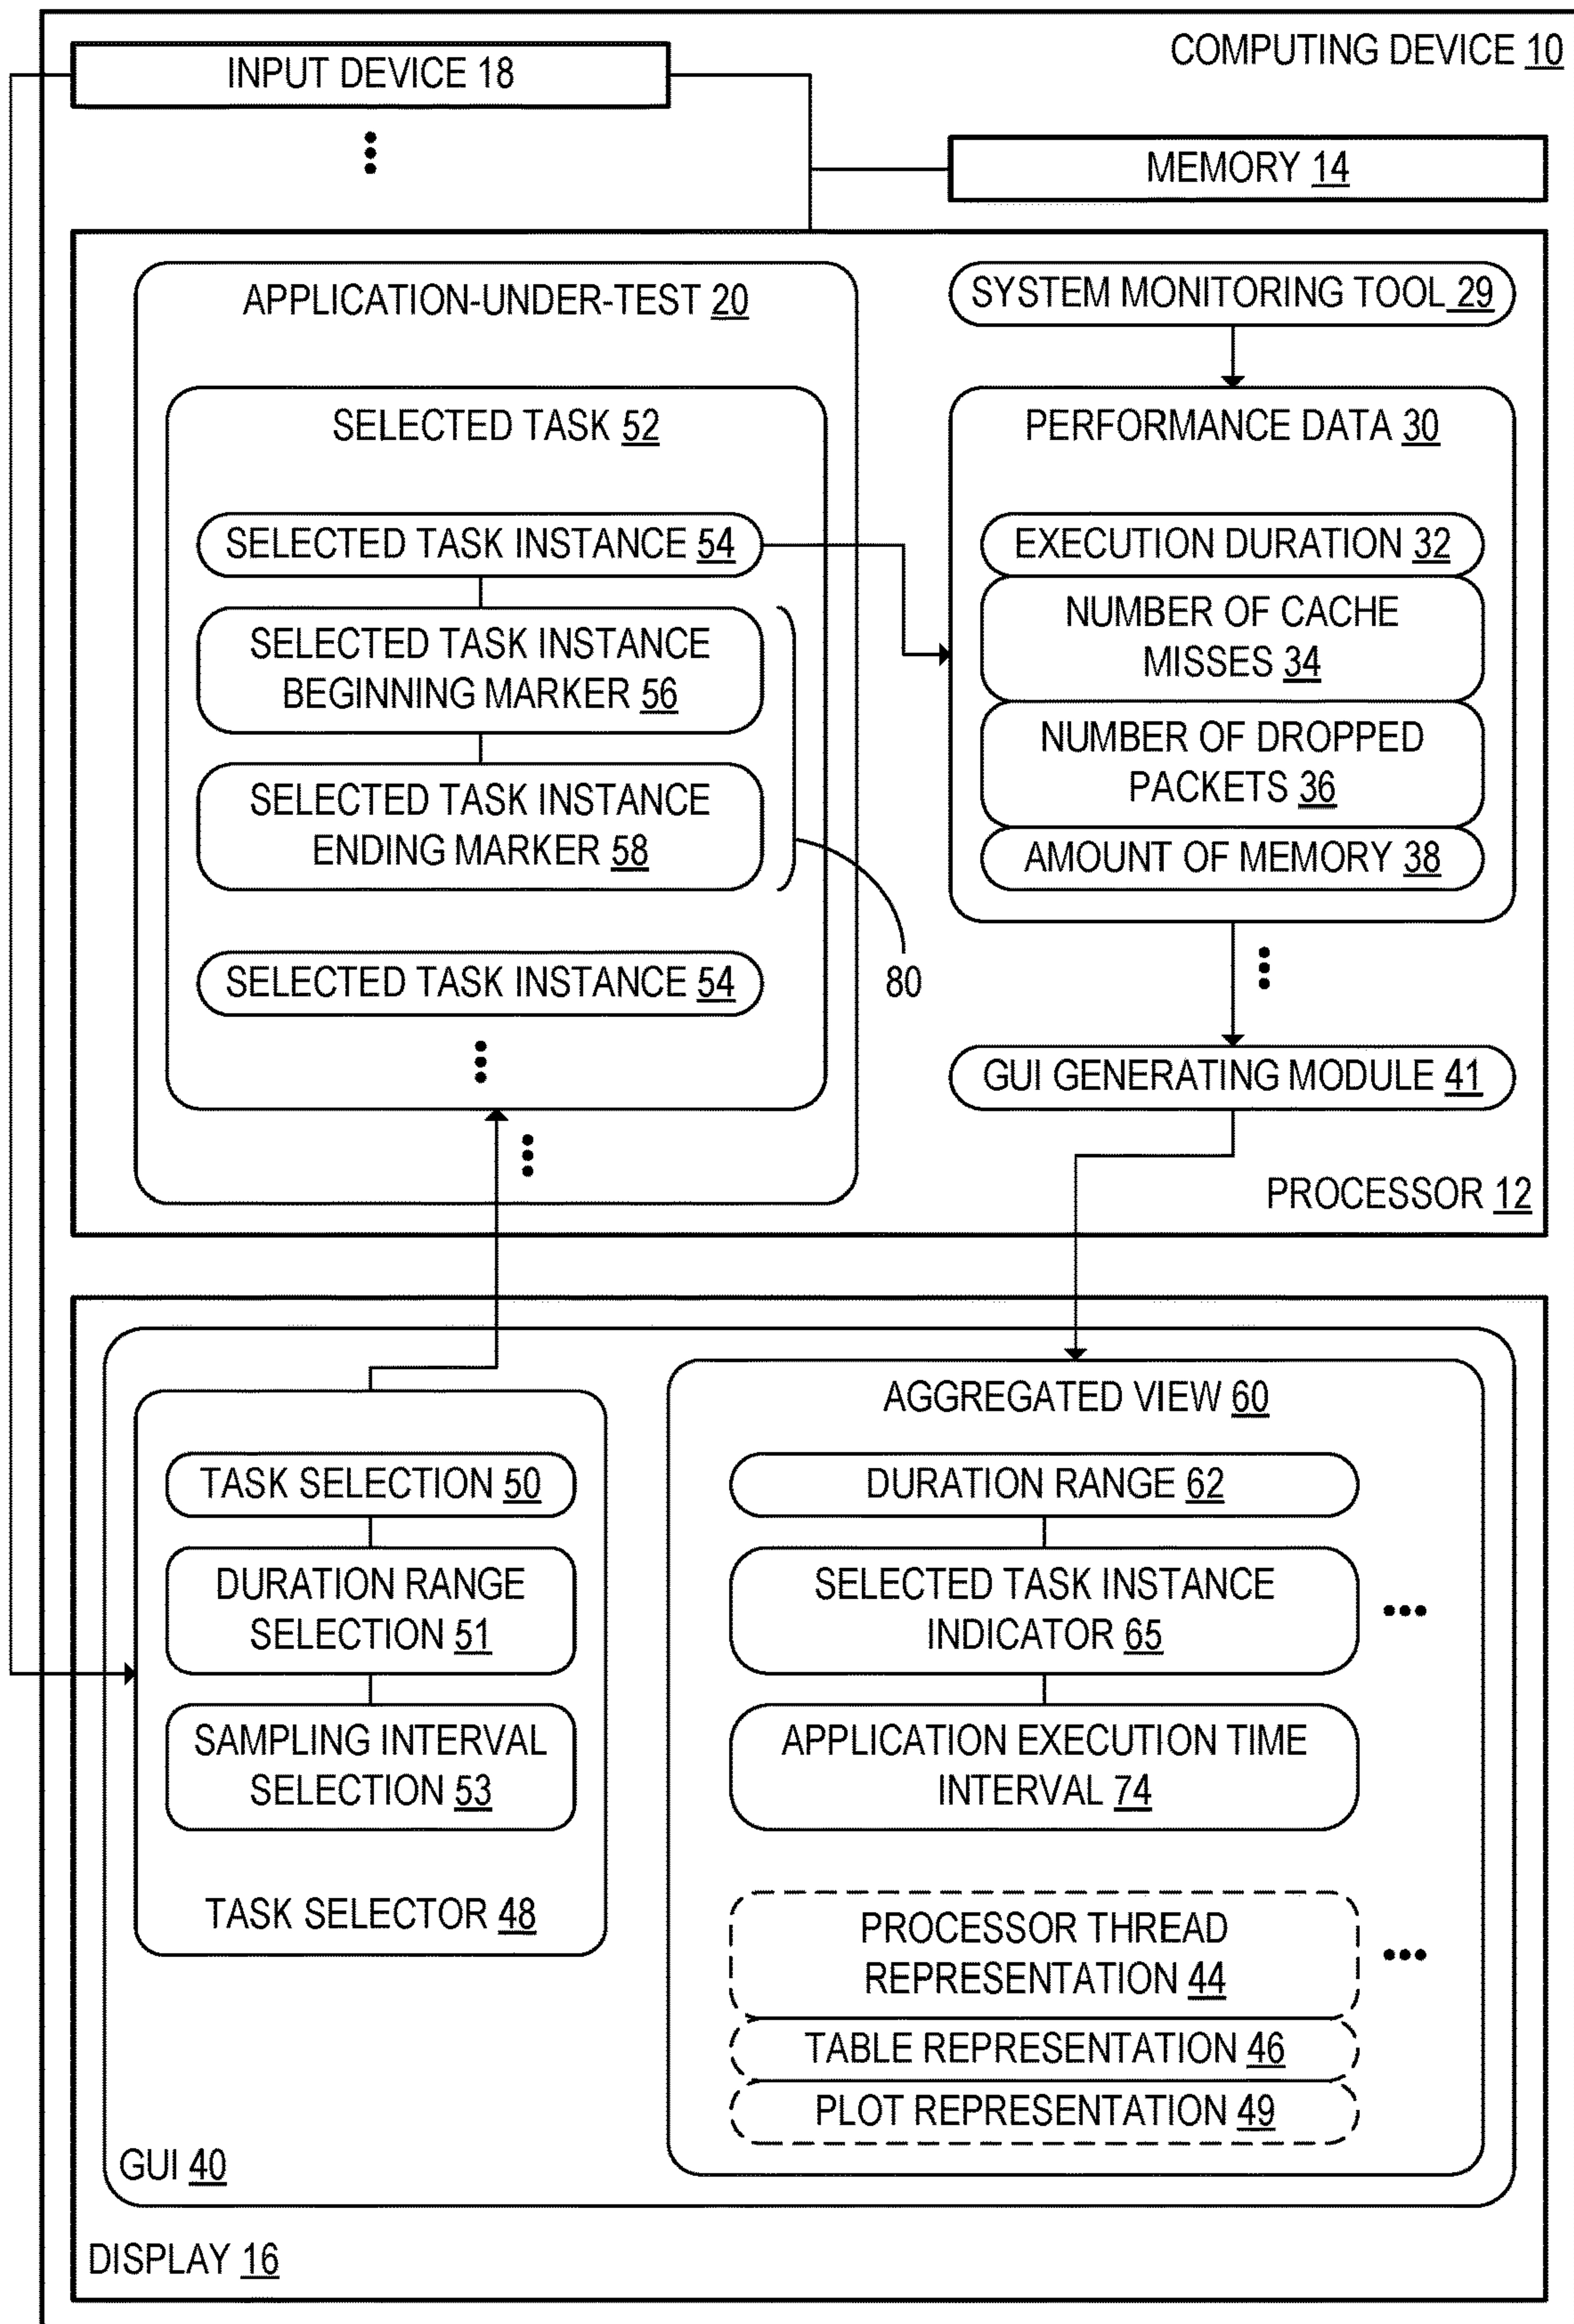 COMPUTING DEVICE 10
INPUT DEVICE 18
MEMORY 14
APPLICATION-UNDER-TEST 20
SELECTED TASK 52
SELECTED TASK INSTANCE 54
SELECTED TASK INSTANCE
BEGINNING MARKER 56
SELECTED TASK INSTANCE
ENDING MARKER 58
80
SELECTED TASK INSTANCE 54
SYSTEM MONITORING TOOL 29
PERFORMANCE DATA 30
EXECUTION DURATION 32
NUMBER OF CACHE
MISSES 34
NUMBER OF DROPPED
PACKETS 36
AMOUNT OF MEMORY 38
GUI GENERATING MODULE 41
PROCESSOR 12
TASK SELECTION 50
DURATION RANGE
SELECTION 51
SAMPLING INTERVAL
SELECTION 53
TASK SELECTOR 48
AGGREGATED VIEW 60
DURATION RANGE 62
SELECTED TASK INSTANCE
INDICATOR 65
APPLICATION EXECUTION TIME
INTERVAL 74
PROCESSOR THREAD
REPRESENTATION 44
TABLE REPRESENTATION 46
PLOT REPRESENTATION 49
GUI 40
DISPLAY 16